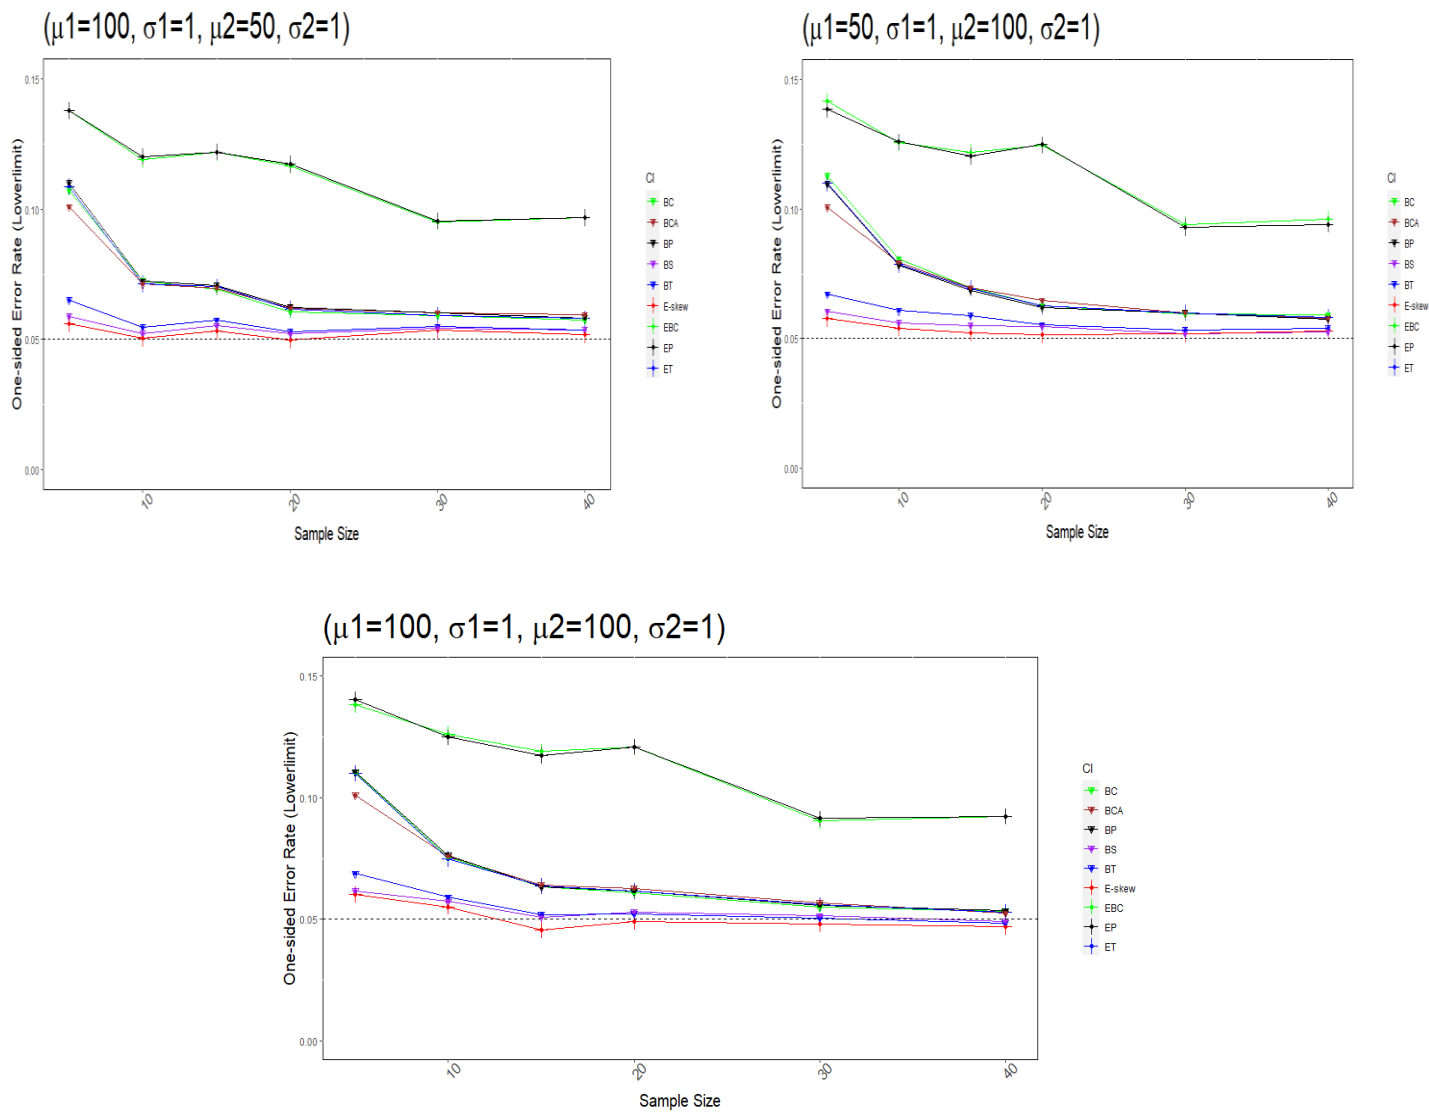 (μ1=100, σ1=1, μ2=50, σ2=1)
0.15
0.10
0.05
0.00
One-sided Error Rate (Lowerlimit)
10
20
30
40
Sample Size
CI
BC
BCA
BP
BS
BT
E-skew
EBC
EP
ET
(μ1=50, σ1=1, μ2=100, σ2=1)
0.15
0.10
0.05
0.00
One-sided Error Rate (Lowerlimit)
10
20
30
40
Sample Size
CI
BC
BCA
BP
BS
BT
E-skew
EBC
EP
ET
(μ1=100, σ1=1, μ2=100, σ2=1)
0.15
0.10
0.05
0.00
One-sided Error Rate (Lowerlimit)
10
20
30
40
Sample Size
CI
BC
BCA
BP
BS
BT
E-skew
EBC
EP
ET